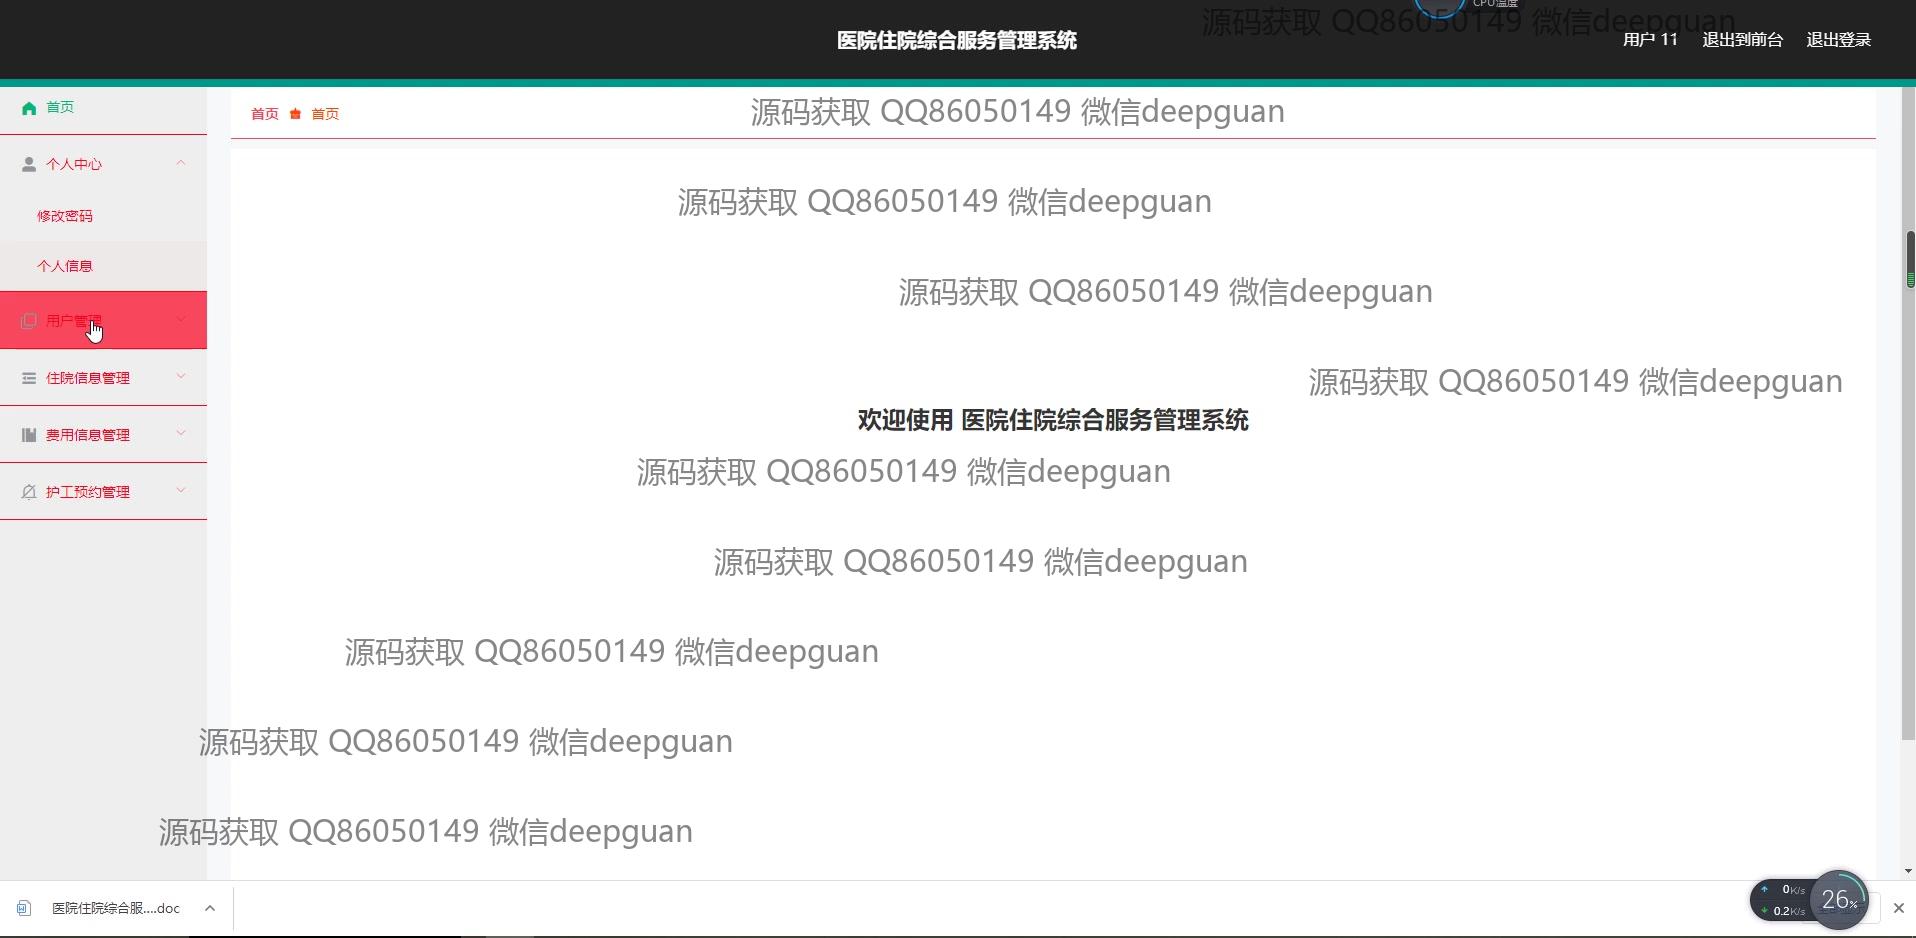 CPU温度
源码获取 QQ86050149 微信deepguan
医院住院综合服务管理系统
用户 11 退出到前台 退出登录
首页
首页 首页
源码获取 QQ86050149 微信deepguan
个人中心
源码获取 QQ86050149 微信deepguan
修改密码
个人信息
源码获取 QQ86050149 微信deepguan
用户管理
住院信息管理
源码获取 QQ86050149 微信deepguan
欢迎使用 医院住院综合服务管理系统
费用信息管理
源码获取 QQ86050149 微信deepguan
护工预约管理
源码获取 QQ86050149 微信deepguan
源码获取 QQ86050149 微信deepguan
源码获取 QQ86050149 微信deepguan
源码获取 QQ86050149 微信deepguan
医院住院综合服....doc
0K/s
0.2K/s
26%